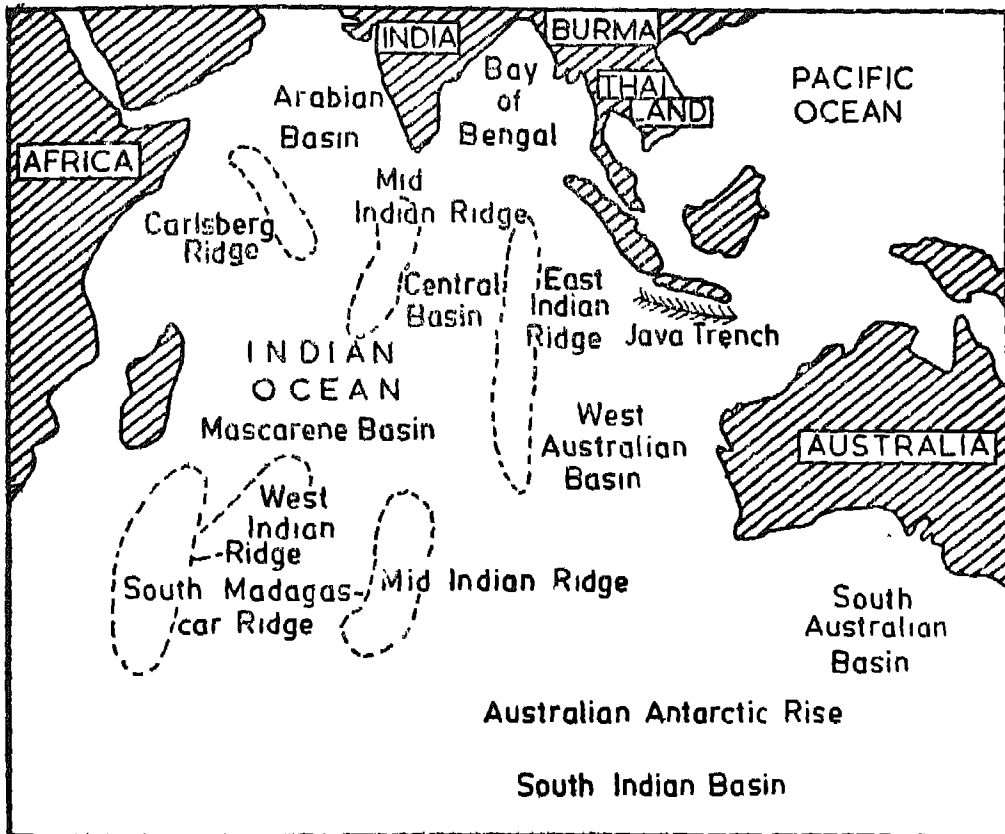 INDIA
BURMA
THAI
LAND
PACIFIC
OCEAN
Bay
of
Bengal
Arabian
Basin
AFRICA
Mid
Indian Ridge
Carlsberg
Ridge
Central
Basin
East
Indian
Ridge
Java Trench
INDIAN
OCEAN
Mascarene Basin
West
Australian
Basin
AUSTRALIA
West
Indian
Ridge
South Madagas-
car Ridge
Mid Indian Ridge
South
Australian
Basin
Australian Antarctic Rise
South Indian Basin